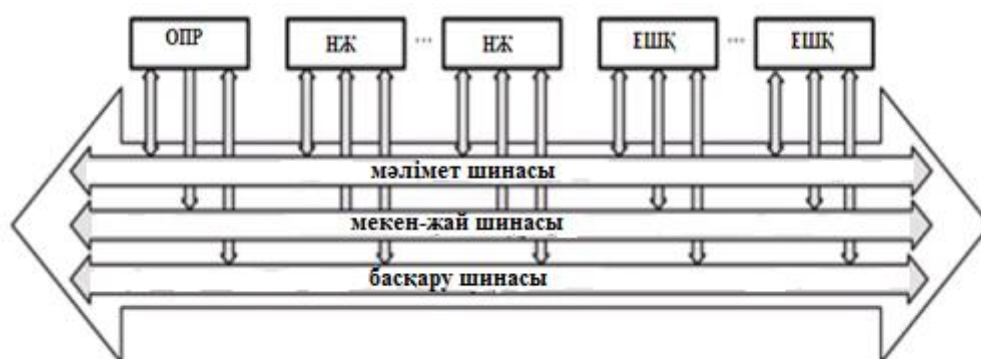 ОПР НЖ ... НЖ ЕШҚ ... ЕШҚ
мәлімет шинасы
мекен-жай шинасы
басқару шинасы